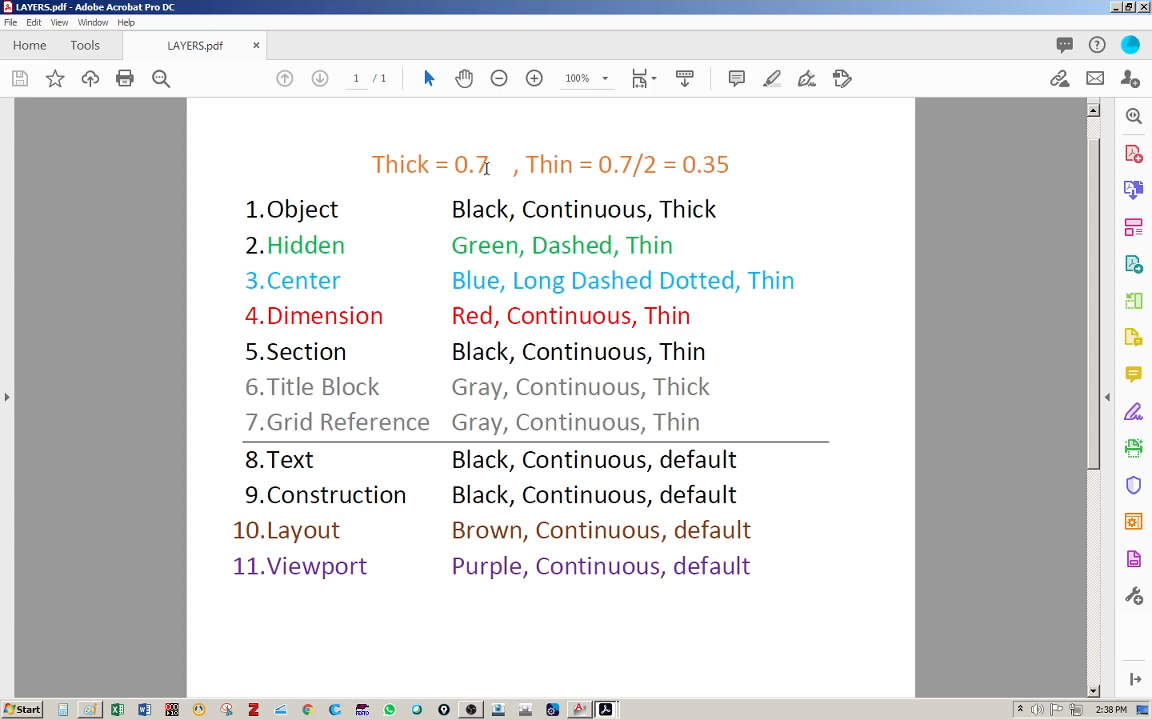 LAYERS.pdf - Adobe Acrobat Pro DC
File Edit View Window Help
Home Tools LAYERS.pdf ×
1 / 1 100%
Thick = 0.7 , Thin = 0.7/2 = 0.35
1.Object Black, Continuous, Thick
2.Hidden Green, Dashed, Thin
3.Center Blue, Long Dashed Dotted, Thin
4.Dimension Red, Continuous, Thin
5.Section Black, Continuous, Thin
6.Title Block Gray, Continuous, Thick
7.Grid Reference Gray, Continuous, Thin
8.Text Black, Continuous, default
9.Construction Black, Continuous, default
10.Layout Brown, Continuous, default
11.Viewport Purple, Continuous, default
Start 2:38 PM